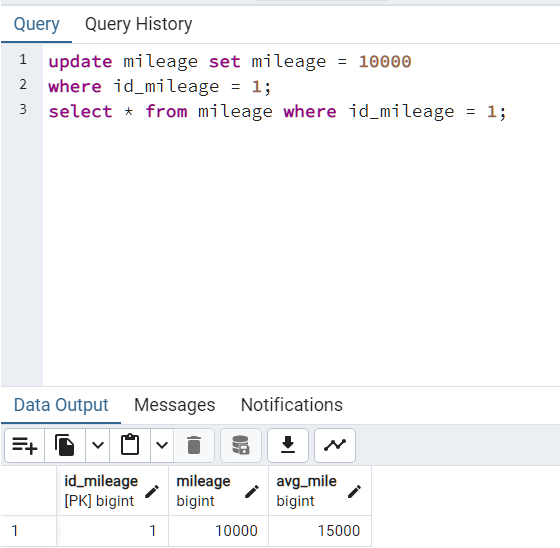 Query Query History
1 update mileage set mileage = 10000
2 where id_mileage = 1;
3 select * from mileage where id_mileage = 1;
Data Output Messages Notifications
id_mileage mileage avg_mile
[PK] bigint bigint bigint
1 1 10000 15000